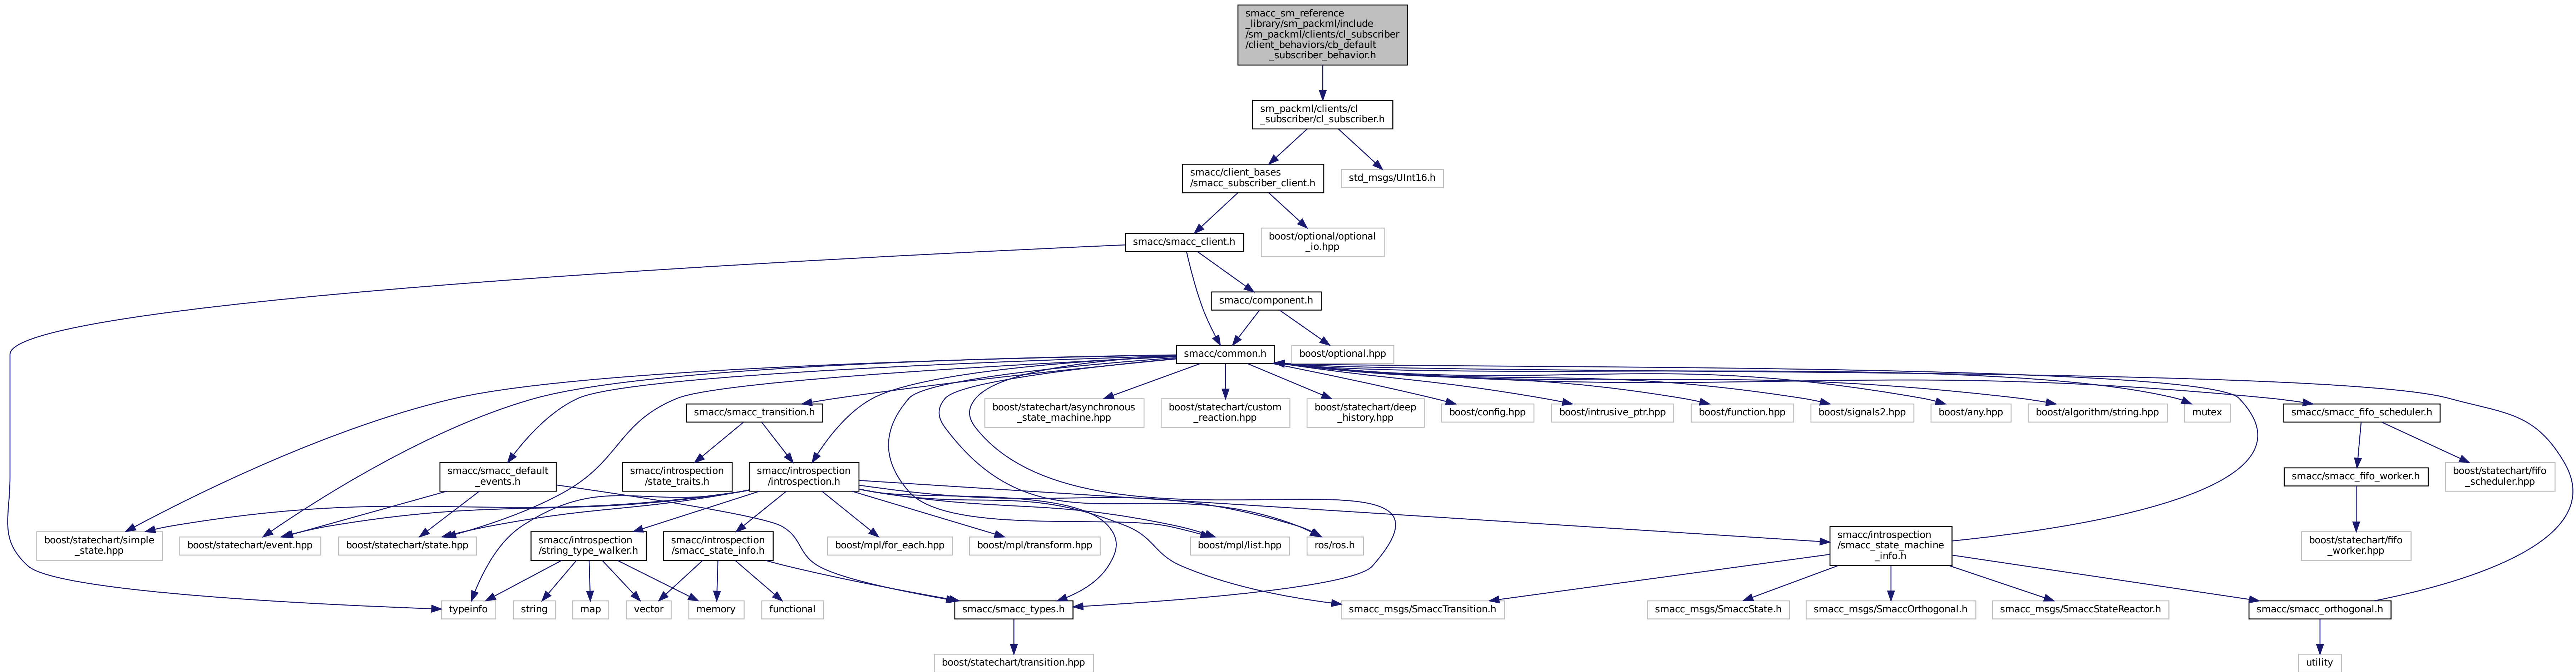 smacc_sm_reference
_library/sm_packml/include
/sm_packml/clients/cl_subscriber
/client_behaviors/cb_default
_subscriber_behavior.h
sm_packml/clients/cl
_subscriber/cl_subscriber.h
smacc/client_bases
/smacc_subscriber_client.h
std_msgs/UInt16.h
smacc/smacc_client.h
boost/optional/optional
_io.hpp
smacc/component.h
smacc/common.h
boost/optional.hpp
smacc/smacc_transition.h
boost/statechart/asynchronous
_state_machine.hpp
boost/statechart/custom
_reaction.hpp
boost/statechart/deep
_history.hpp
boost/config.hpp
boost/intrusive_ptr.hpp
boost/function.hpp
boost/signals2.hpp
boost/any.hpp
boost/algorithm/string.hpp
mutex
smacc/smacc_fifo_scheduler.h
smacc/smacc_default
_events.h
smacc/introspection
/state_traits.h
smacc/introspection
/introspection.h
smacc/smacc_fifo_worker.h
boost/statechart/fifo
_scheduler.hpp
boost/statechart/simple
_state.hpp
boost/statechart/event.hpp
boost/statechart/state.hpp
smacc/introspection
/string_type_walker.h
smacc/introspection
/smacc_state_info.h
boost/mpl/for_each.hpp
boost/mpl/transform.hpp
boost/mpl/list.hpp
ros/ros.h
smacc/introspection
/smacc_state_machine
_info.h
boost/statechart/fifo
_worker.hpp
typeinfo
string
map
vector
memory
functional
smacc/smacc_types.h
smacc_msgs/SmaccTransition.h
smacc_msgs/SmaccState.h
smacc_msgs/SmaccOrthogonal.h
smacc_msgs/SmaccStateReactor.h
smacc/smacc_orthogonal.h
boost/statechart/transition.hpp
utility